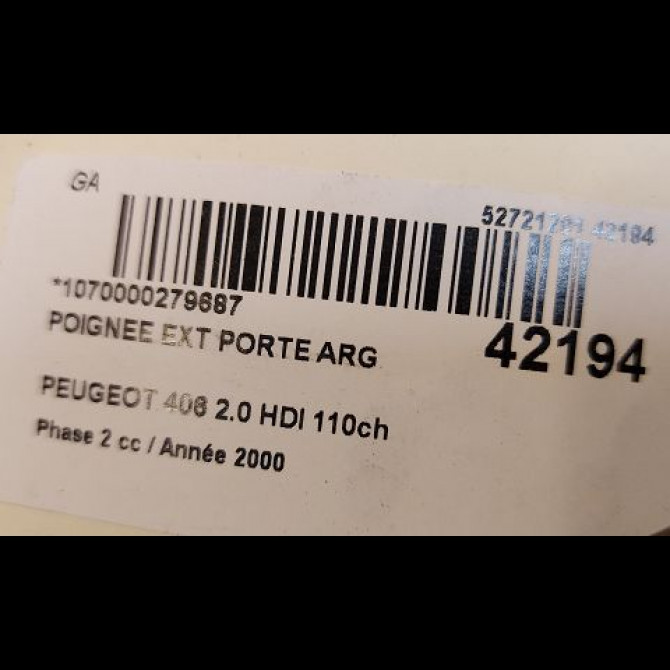 GA
42194
*1070000279687
POIGNEE EXT PORTE ARG
42194
PEUGEOT 406 2.0 HDI 110ch
Phase 2 cc / Année 2000